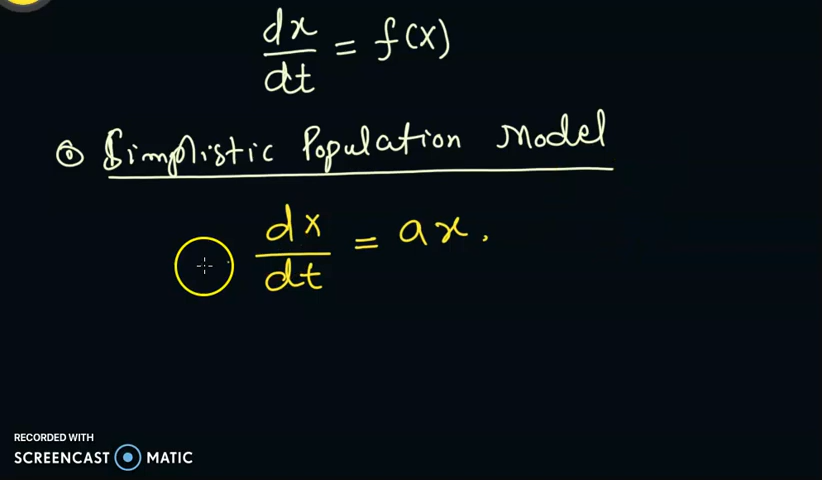 dx/dt = f(x)
⊙ Simplistic Population Model
dx/dt = ax.
RECORDED WITH
SCREENCAST O MATIC